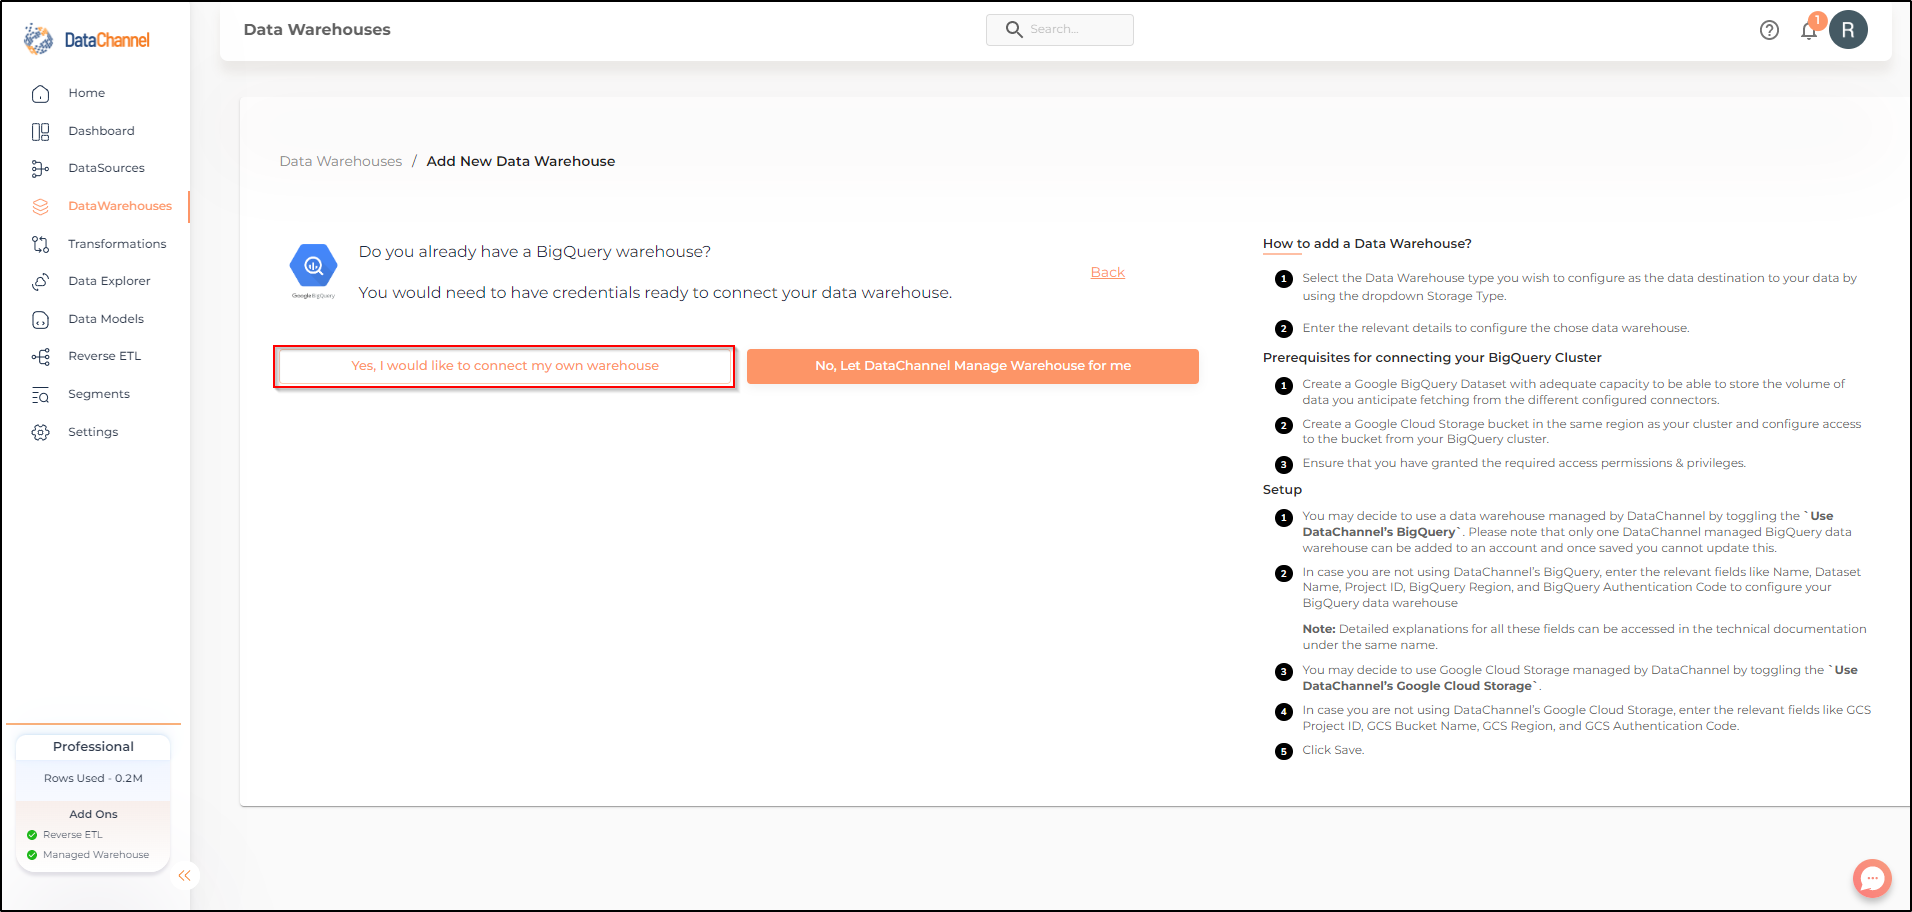 DataChannel
Data Warehouses
Search...
1
R
Home
Dashboard
DataSources
DataWarehouses
Transformations
Data Explorer
Data Models
Reverse ETL
Segments
Settings
Professional
Rows Used - 0.2M
Add Ons
Reverse ETL
Managed Warehouse
Data Warehouses / Add New Data Warehouse
Google BigQuery
Do you already have a BigQuery warehouse?
You would need to have credentials ready to connect your data warehouse.
Back
Yes, I would like to connect my own warehouse
No, Let DataChannel Manage Warehouse for me
How to add a Data Warehouse?
1 Select the Data Warehouse type you wish to configure as the data destination to your data by
using the dropdown Storage Type.
2 Enter the relevant details to configure the chose data warehouse.
Prerequisites for connecting your BigQuery Cluster
1 Create a Google BigQuery Dataset with adequate capacity to be able to store the volume of
data you anticipate fetching from the different configured connectors.
2 Create a Google Cloud Storage bucket in the same region as your cluster and configure access
to the bucket from your BigQuery cluster.
3 Ensure that you have granted the required access permissions & privileges.
Setup
1 You may decide to use a data warehouse managed by DataChannel by toggling the `Use
DataChannel's BigQuery`. Please note that only one DataChannel managed BigQuery data
warehouse can be added to an account and once saved you cannot update this.
2 In case you are not using DataChannel's BigQuery, enter the relevant fields like Name, Dataset
Name, Project ID, BigQuery Region, and BigQuery Authentication Code to configure your
BigQuery data warehouse
Note: Detailed explanations for all these fields can be accessed in the technical documentation
under the same name.
3 You may decide to use Google Cloud Storage managed by DataChannel by toggling the `Use
DataChannel's Google Cloud Storage`.
4 In case you are not using DataChannel's Google Cloud Storage, enter the relevant fields like GCS
Project ID, GCS Bucket Name, GCS Region, and GCS Authentication Code.
5 Click Save.